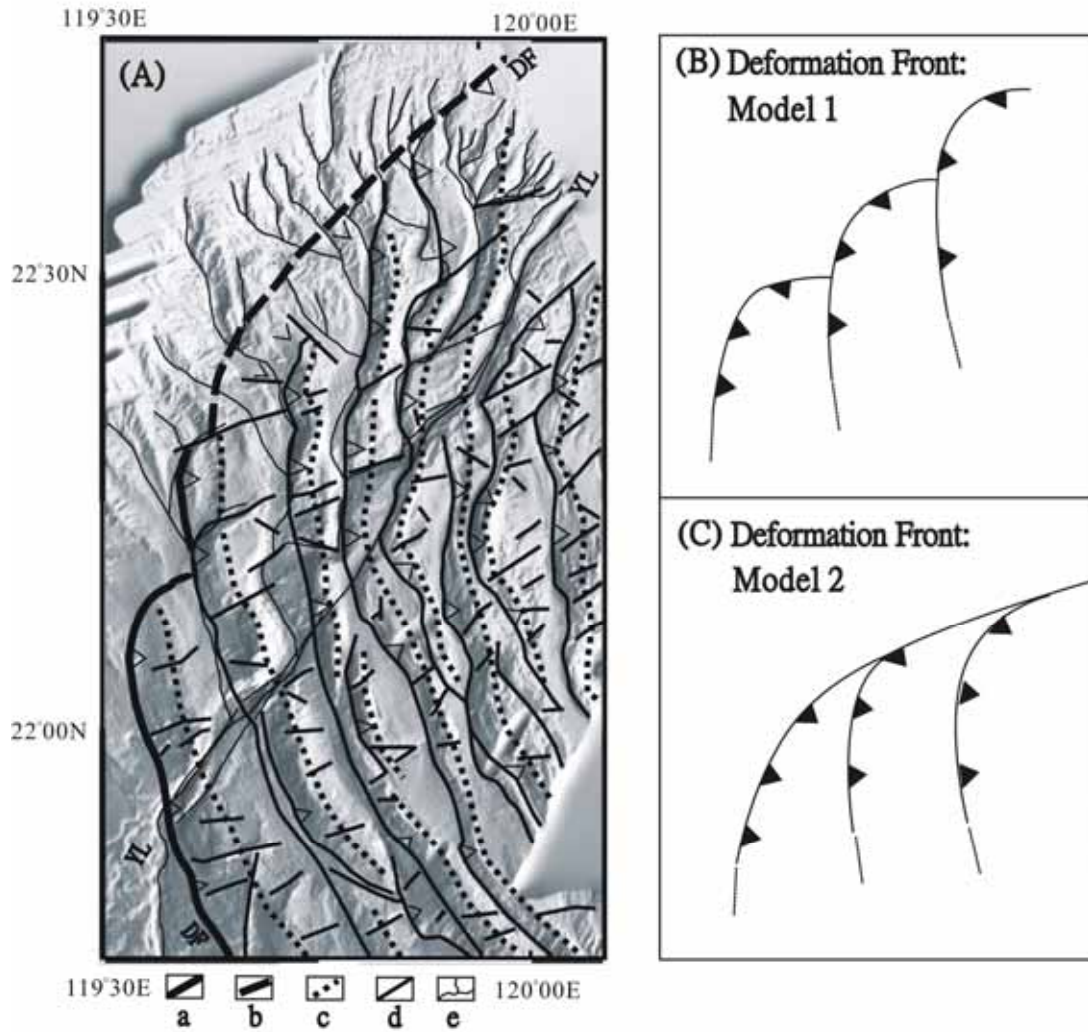 119°30E
120°00E
(A)
DF
YL
22°30N
22°00N
YL
DF
119°30E
120°00E
a
b
c
d
e
(B) Deformation Front:
Model 1
(C) Deformation Front:
Model 2